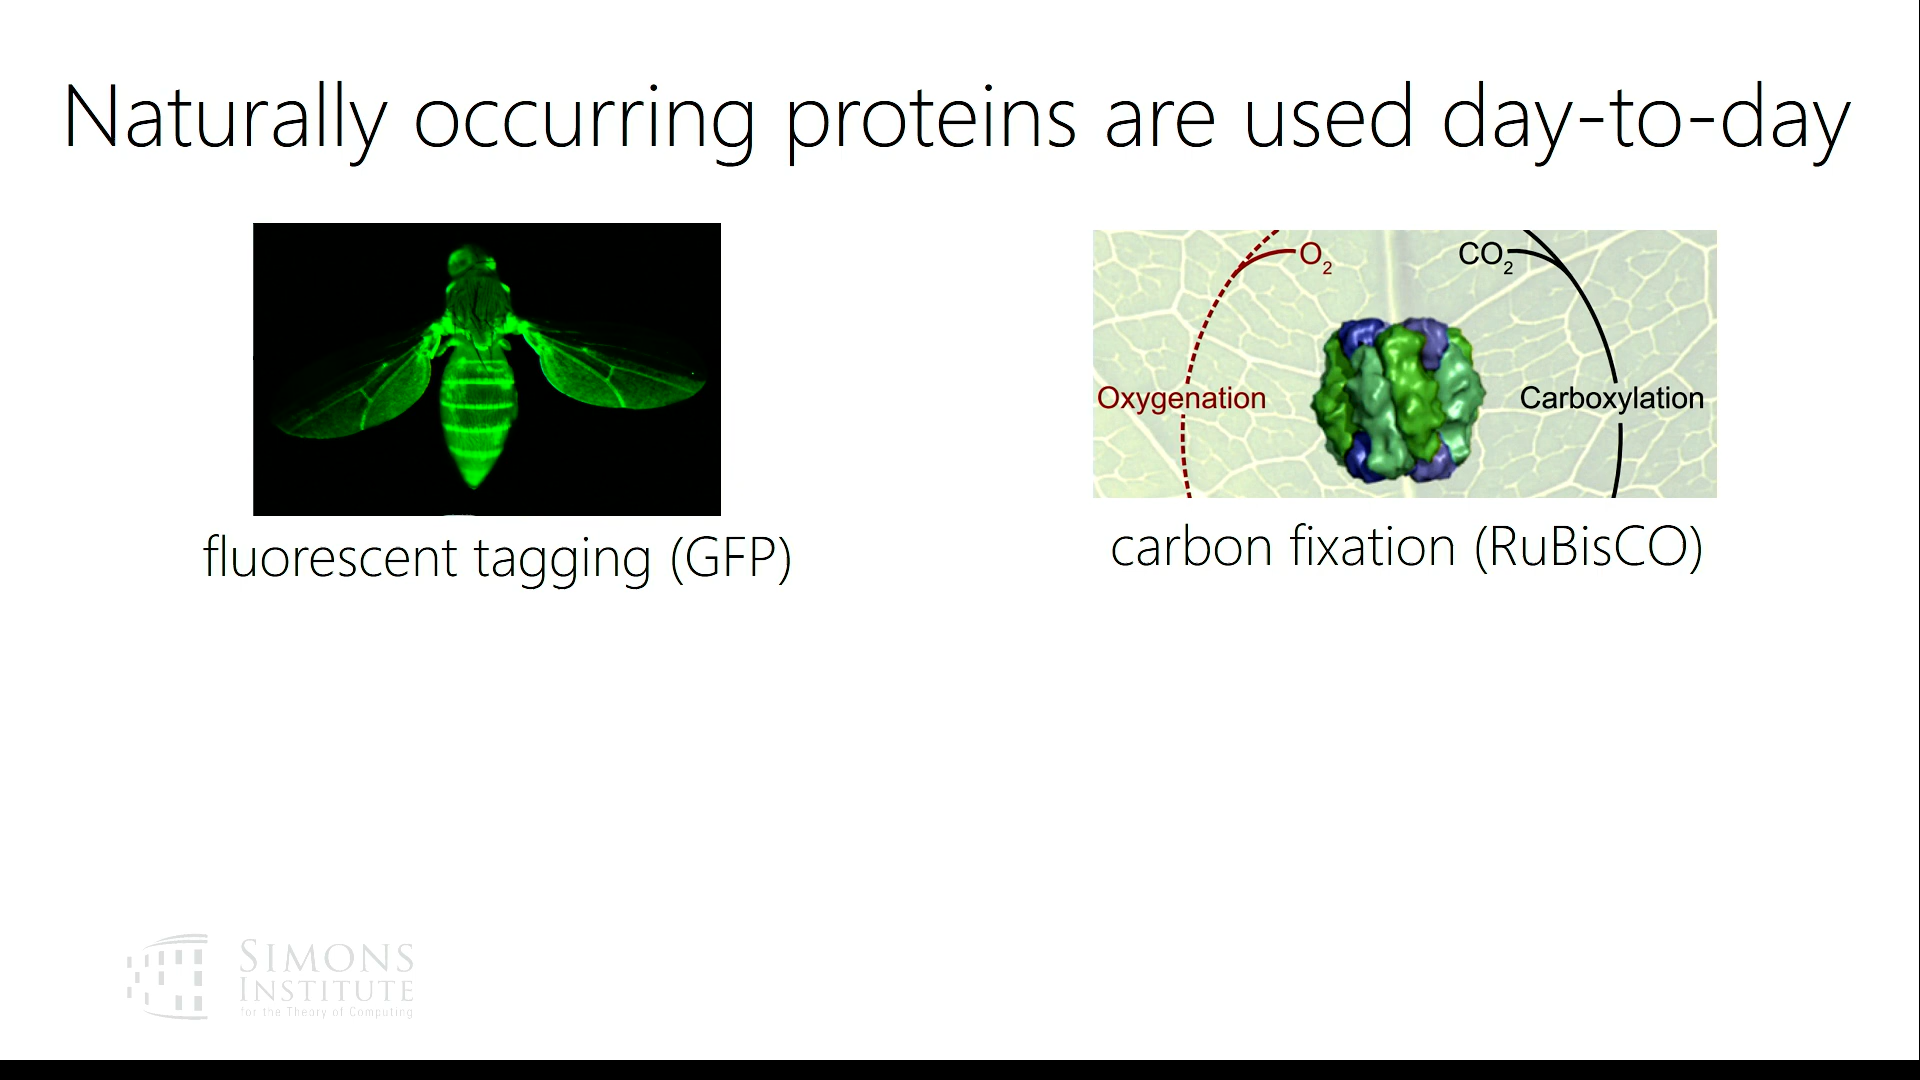 Naturally occurring proteins are used day-to-day
O2
CO2
Oxygenation
Carboxylation
fluorescent tagging (GFP)
carbon fixation (RuBisCO)
SIMONS
INSTITUTE
for the Theory of Computing